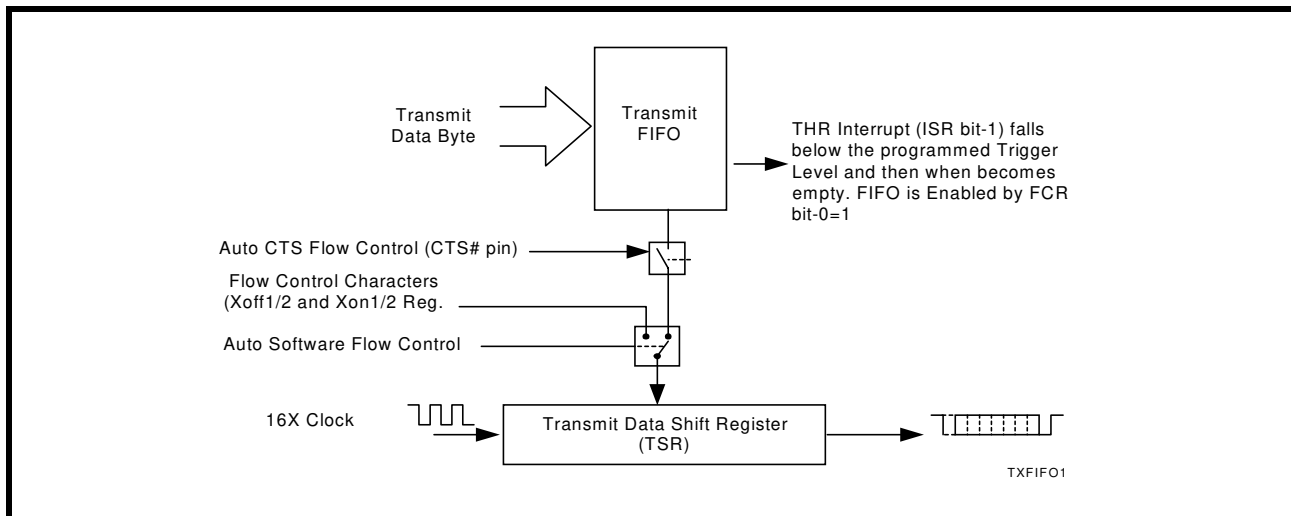 Transmit
FIFO
Transmit
Data Byte
THR Interrupt (ISR bit-1) falls
below the programmed Trigger
Level and then when becomes
empty. FIFO is Enabled by FCR
bit-0=1
Auto CTS Flow Control (CTS# pin)
Flow Control Characters
(Xoff1/2 and Xon1/2 Reg.
Auto Software Flow Control
16X Clock
Transmit Data Shift Register
(TSR)
TXFIFO1